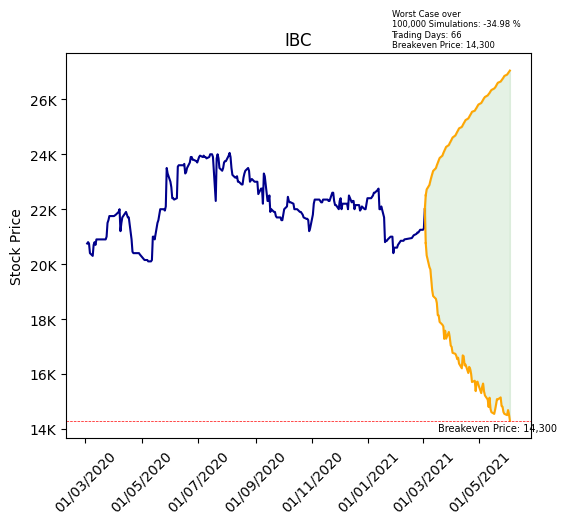 Worst Case over
100,000 Simulations: -34.98 %
Trading Days: 66
Breakeven Price: 14,300
IBC
Stock Price
26K
24K
22K
20K
18K
16K
14K
Breakeven Price: 14,300
01/03/2020
01/05/2020
01/07/2020
01/09/2020
01/11/2020
01/01/2021
01/03/2021
01/05/2021